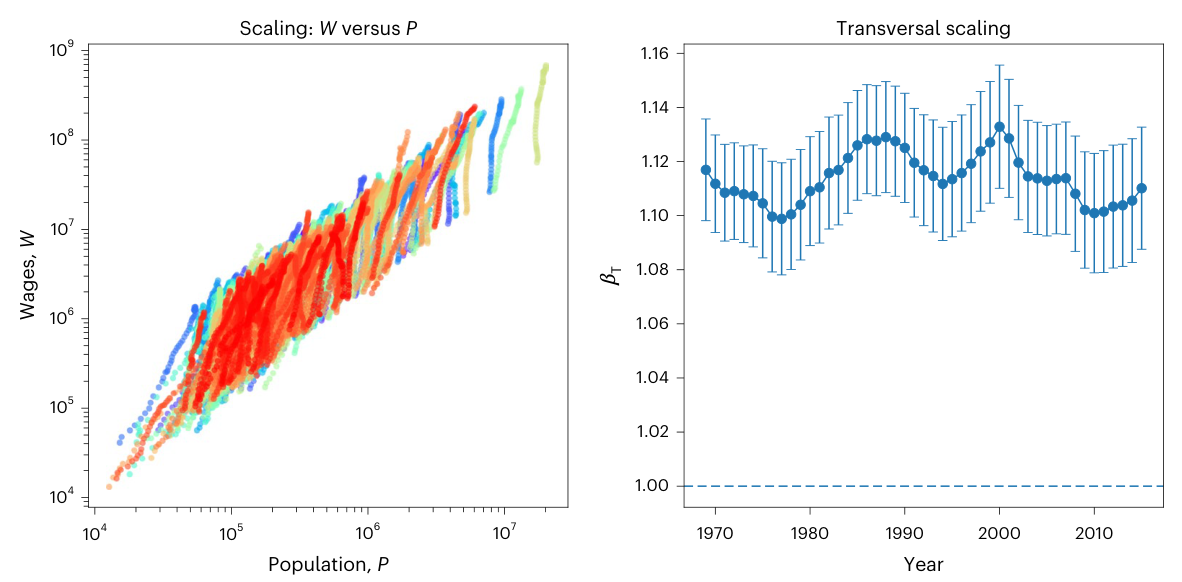 Scaling: W versus P
10⁹
10⁸
10⁷
10⁶
10⁵
10⁴
Wages, W
10⁴ 10⁵ 10⁶ 10⁷
Population, P
Transversal scaling
1.16
1.14
1.12
1.10
1.08
1.06
1.04
1.02
1.00
β_T
1970 1980 1990 2000 2010
Year